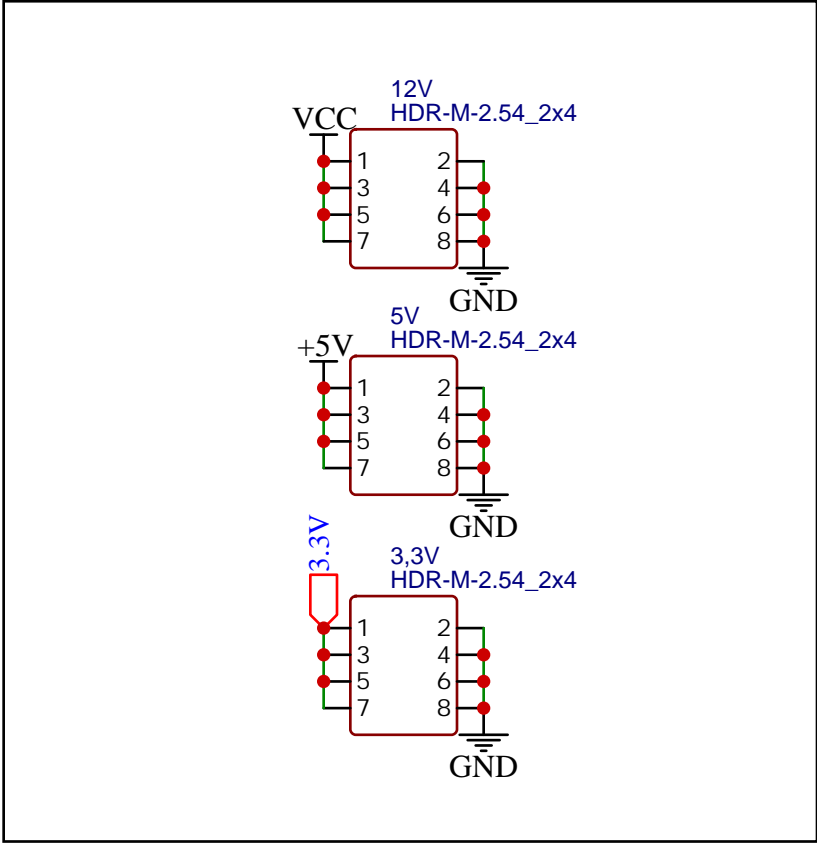 12V
HDR-M-2.54_2x4
VCC
1 2
3 4
5 6
7 8
GND
5V
HDR-M-2.54_2x4
+5V
1 2
3 4
5 6
7 8
GND
3.3V
3,3V
HDR-M-2.54_2x4
1 2
3 4
5 6
7 8
GND